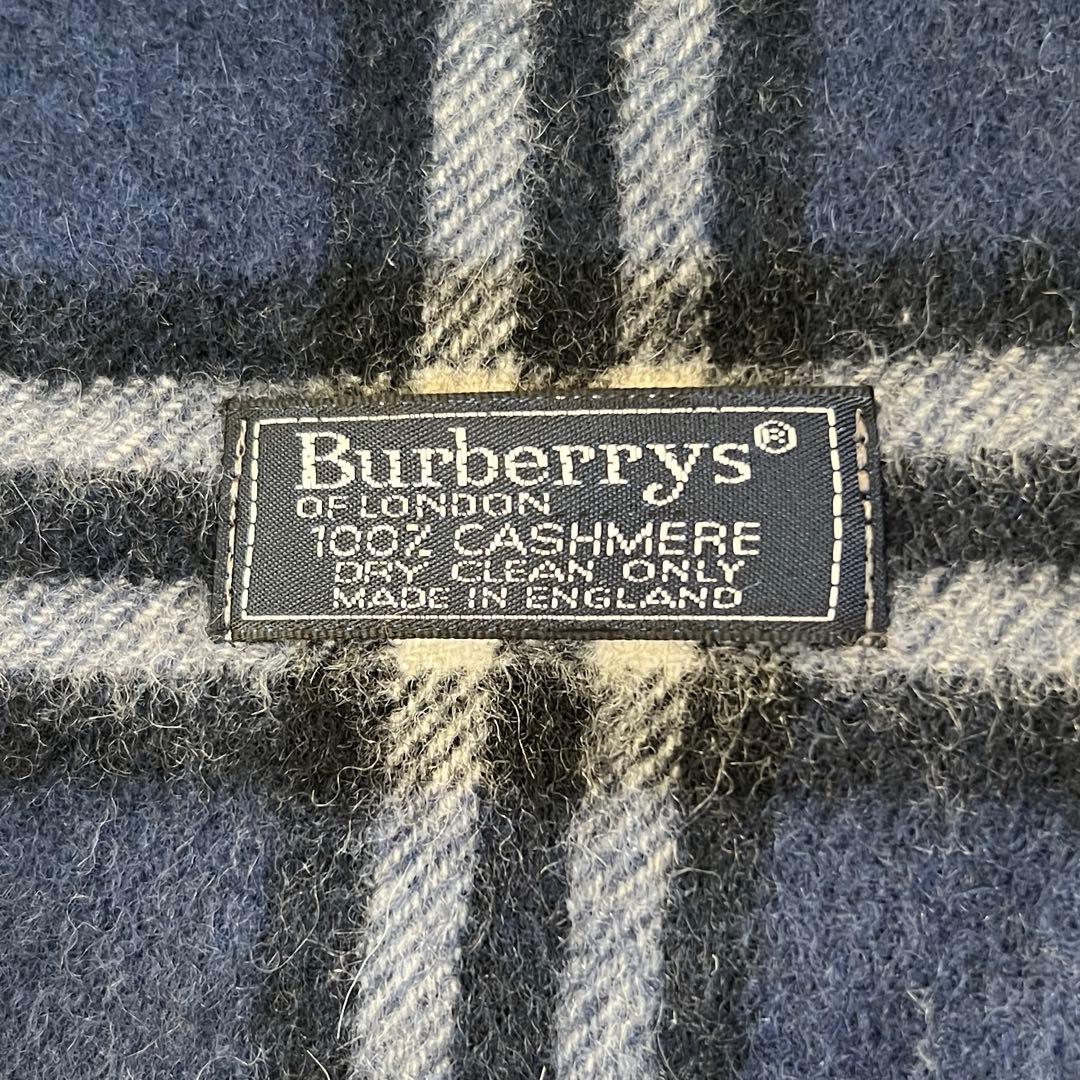 Burberrys®
OF LONDON
100% CASHMERE
DRY CLEAN ONLY
MADE IN ENGLAND